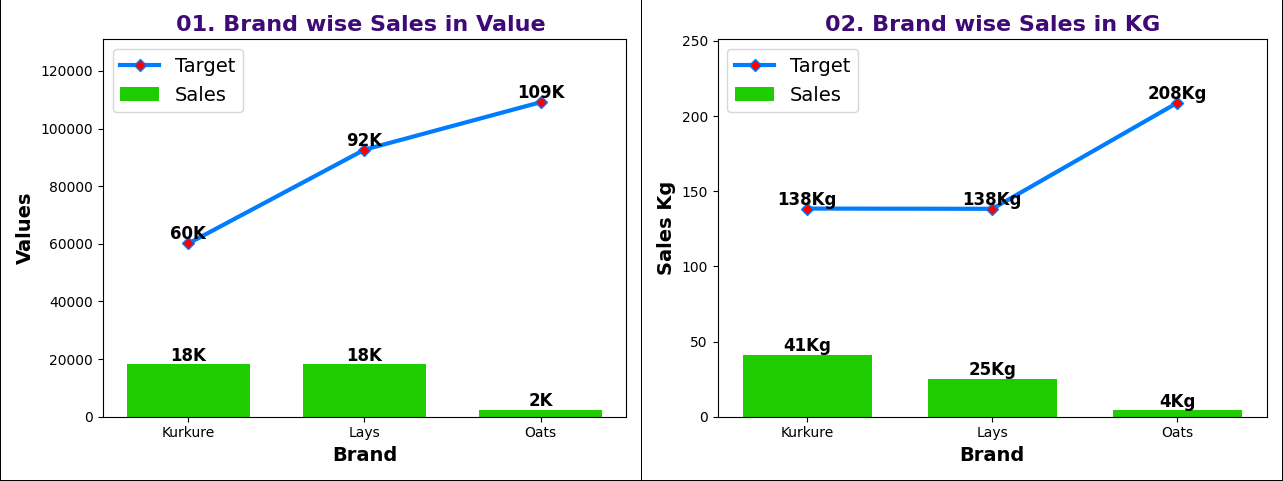 01. Brand wise Sales in Value
Target
Sales
120000
100000
80000
60000
40000
20000
0
Values
60K
92K
109K
18K
18K
2K
Kurkure
Lays
Oats
Brand
02. Brand wise Sales in KG
Target
Sales
250
200
150
100
50
0
Sales Kg
138Kg
138Kg
208Kg
41Kg
25Kg
4Kg
Kurkure
Lays
Oats
Brand